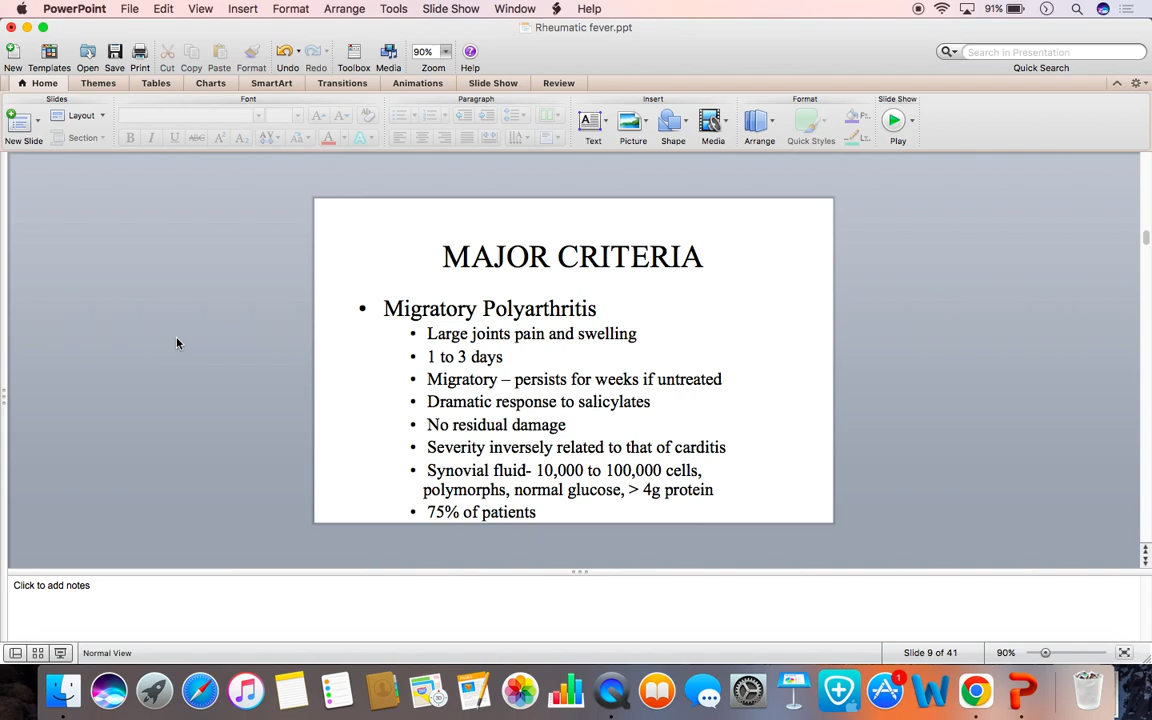 PowerPoint File Edit View Insert Format Arrange Tools Slide Show Window Help 91%
Rheumatic fever.ppt
New Templates Open Save Print Cut Copy Paste Format Undo Redo Toolbox Media 90% Zoom Help Search in Presentation Quick Search
Home Themes Tables Charts SmartArt Transitions Animations Slide Show Review
Slides Font Paragraph Insert Format Slide Show
New Slide Layout Section Text Picture Shape Media Arrange Quick Styles Play
MAJOR CRITERIA
• Migratory Polyarthritis
• Large joints pain and swelling
• 1 to 3 days
• Migratory – persists for weeks if untreated
• Dramatic response to salicylates
• No residual damage
• Severity inversely related to that of carditis
• Synovial fluid- 10,000 to 100,000 cells,
polymorphs, normal glucose, > 4g protein
• 75% of patients
Click to add notes
Normal View Slide 9 of 41 90%